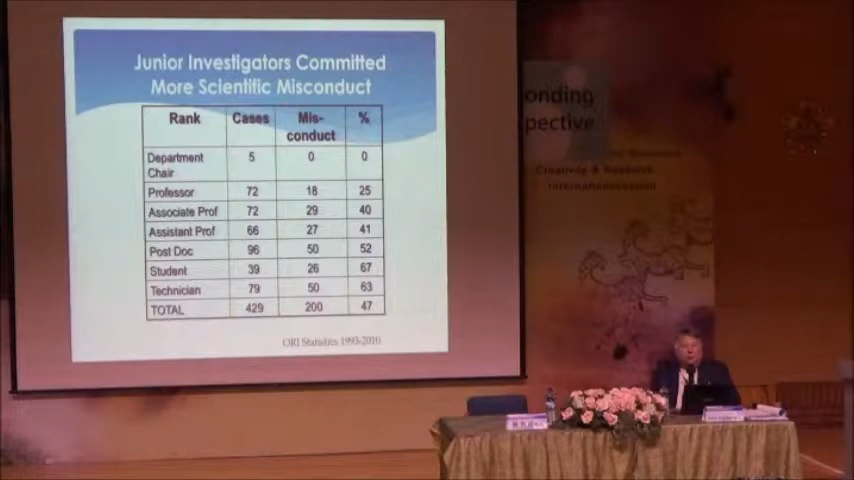 Junior Investigators Committed
More Scientific Misconduct
Rank Cases Mis-
conduct %
Department
Chair 5 0 0
Professor 72 18 25
Associate Prof 72 29 40
Assistant Prof 66 27 41
Post Doc 96 50 52
Student 39 26 67
Technician 79 50 63
TOTAL 429 200 47
ORI Statistics 1993-2010
onding
pective
Creativity & Research
International